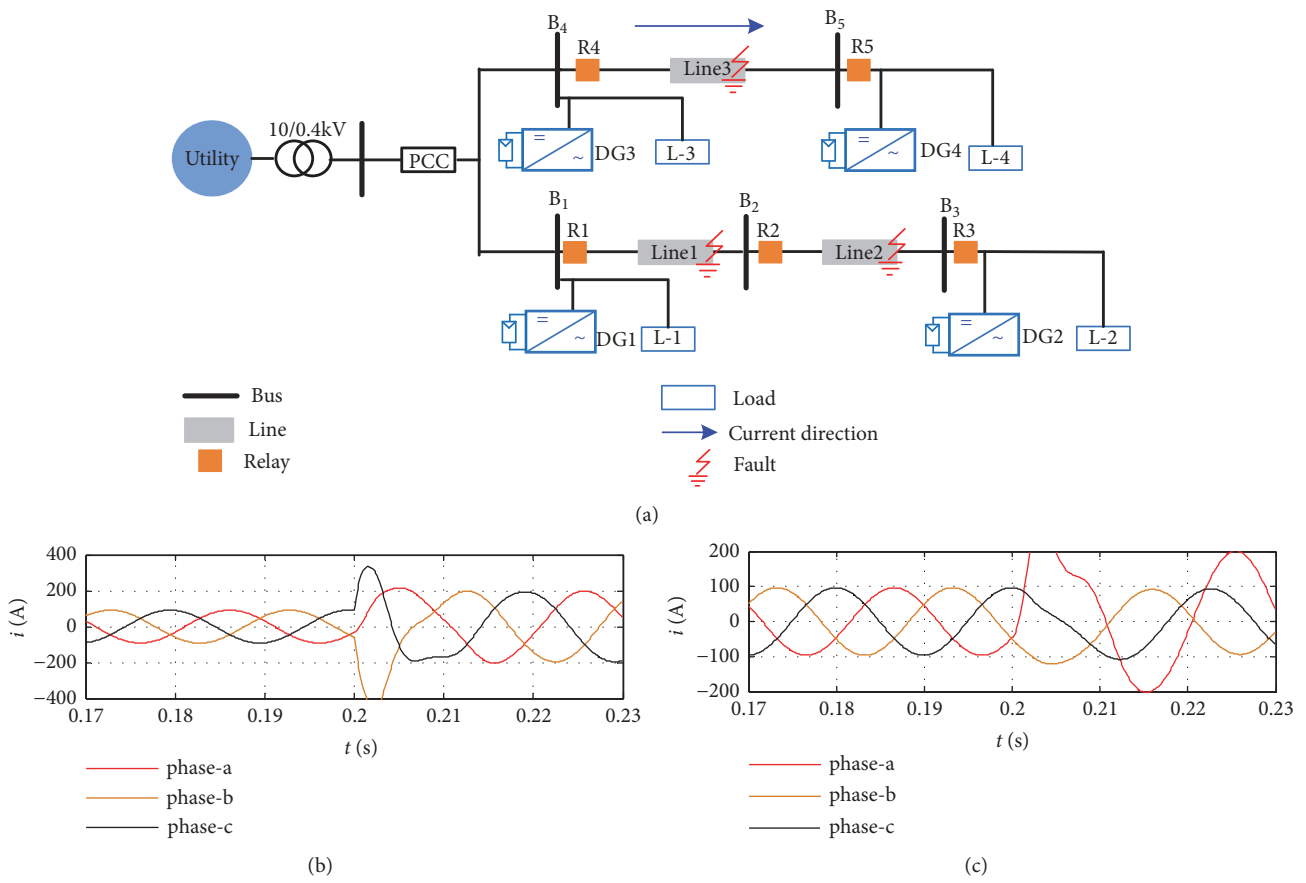 B4
B5
R4
R5
Line3
10/0.4kV
Utility
PCC
=
~
DG3
L-3
=
~
DG4
L-4
B1
B2
B3
R1
R2
R3
Line1
Line2
=
~
DG1
L-1
=
~
DG2
L-2
Bus
Line
Relay
Load
Current direction
Fault
(a)
400
200
0
−200
−400
i (A)
0.17 0.18 0.19 0.2 0.21 0.22 0.23
t (s)
phase-a
phase-b
phase-c
(b)
200
100
0
−100
−200
i (A)
0.17 0.18 0.19 0.2 0.21 0.22 0.23
t (s)
phase-a
phase-b
phase-c
(c)